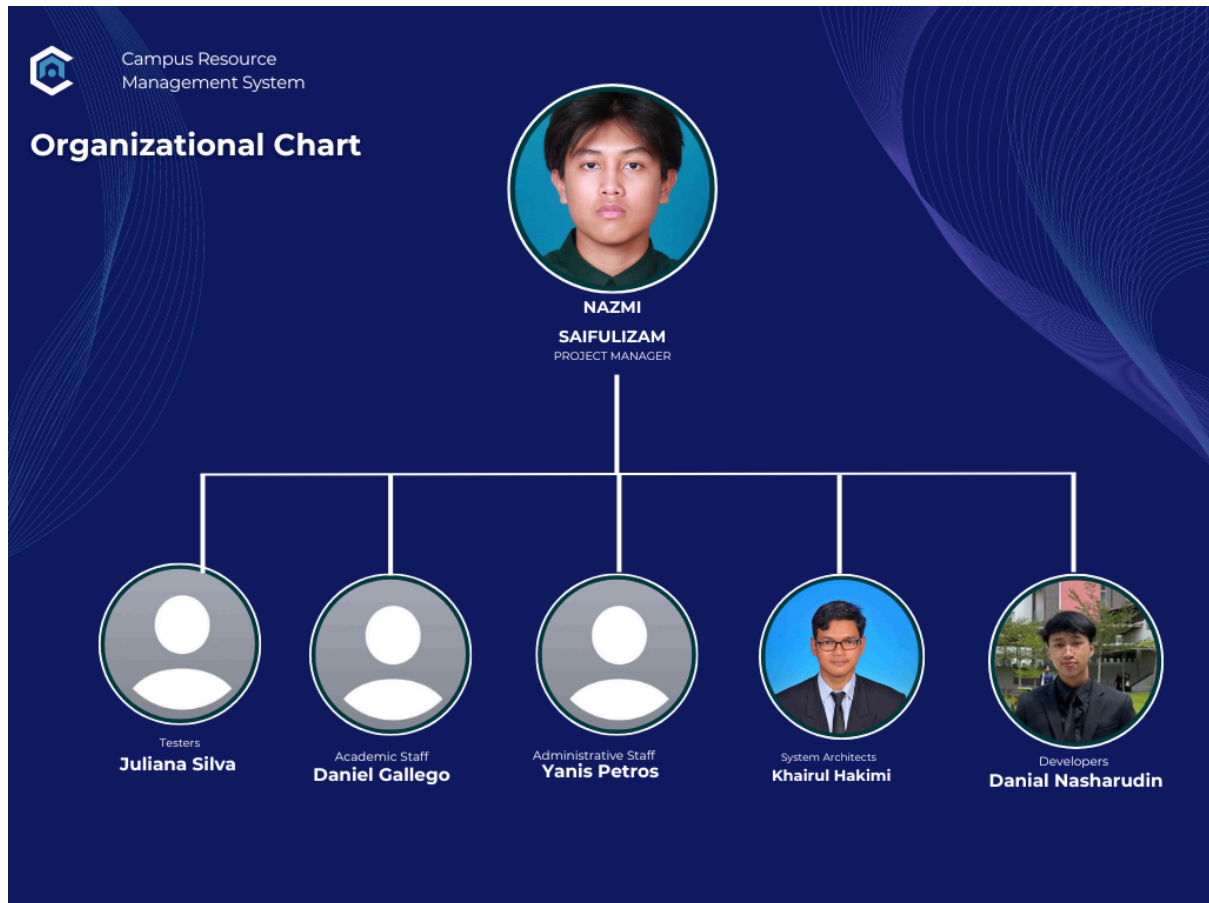 Campus Resource
Management System
Organizational Chart
NAZMI
SAIFULIZAM
PROJECT MANAGER
Testers
Juliana Silva
Academic Staff
Daniel Gallego
Administrative Staff
Yanis Petros
System Architects
Khairul Hakimi
Developers
Danial Nasharudin